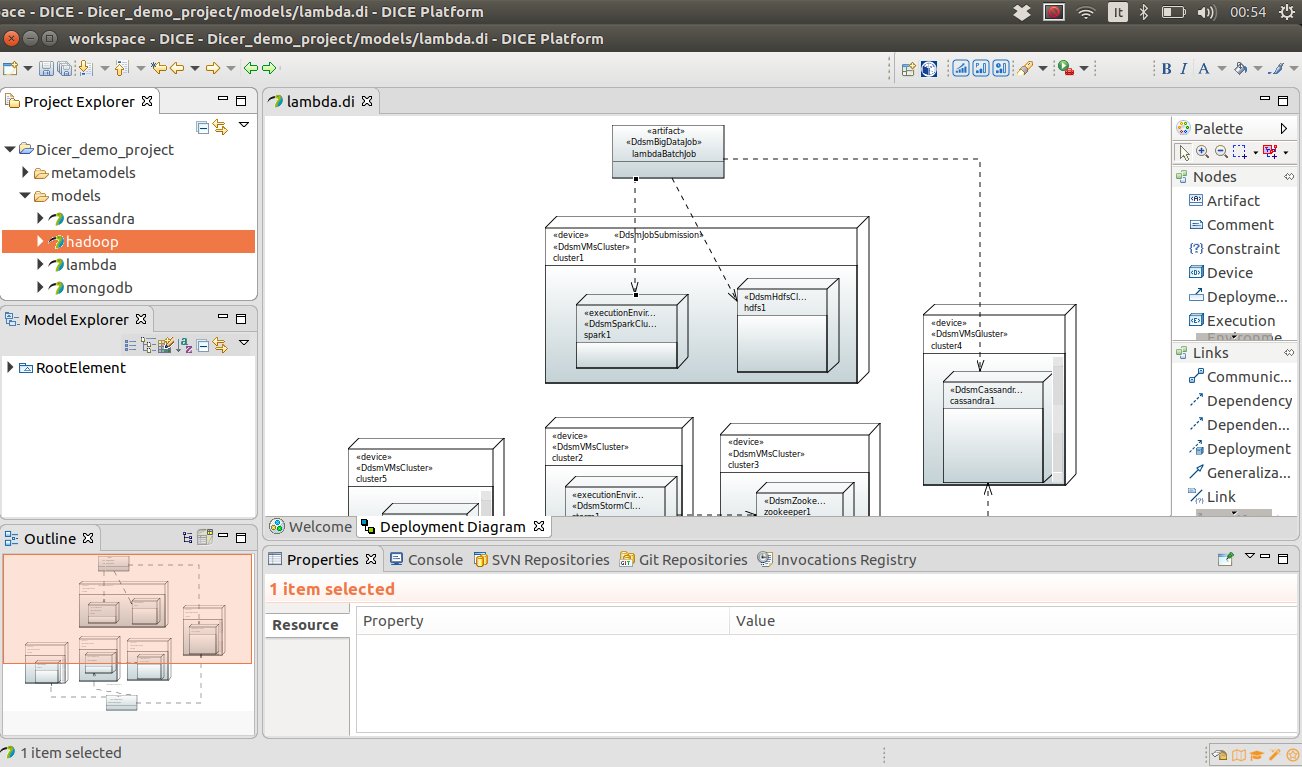 ace - DICE - Dicer_demo_project/models/lambda.di - DICE Platform
It
00:54
workspace - DICE - Dicer_demo_project/models/lambda.di - DICE Platform
B I A
Project Explorer
Dicer_demo_project
metamodels
models
cassandra
hadoop
lambda
mongodb
Model Explorer
RootElement
Outline
lambda.di
«artifact»
«DdsmBigDataJob»
lambdaBatchJob
«device» «DdsmJobSubmission»
«DdsmVMsCluster»
cluster1
«executionEnvir...
«DdsmSparkClu...
spark1
«DdsmHdfsCl...
hdfs1
«device»
«DdsmVMsCluster»
cluster4
«DdsmCassandr...
cassandra1
«device»
«DdsmVMsCluster»
cluster5
«device»
«DdsmVMsCluster»
cluster2
«executionEnvir...
«DdsmStormCl...
storm1
«device»
«DdsmVMsCluster»
cluster3
«DdsmZooke...
zookeeper1
Palette
Nodes
Artifact
Comment
Constraint
Device
Deployme...
Execution
Links
Communic...
Dependency
Dependen...
Deployment
Generaliza...
Link
Welcome
Deployment Diagram
Properties
Console
SVN Repositories
Git Repositories
Invocations Registry
1 item selected
Resource
Property
Value
1 item selected